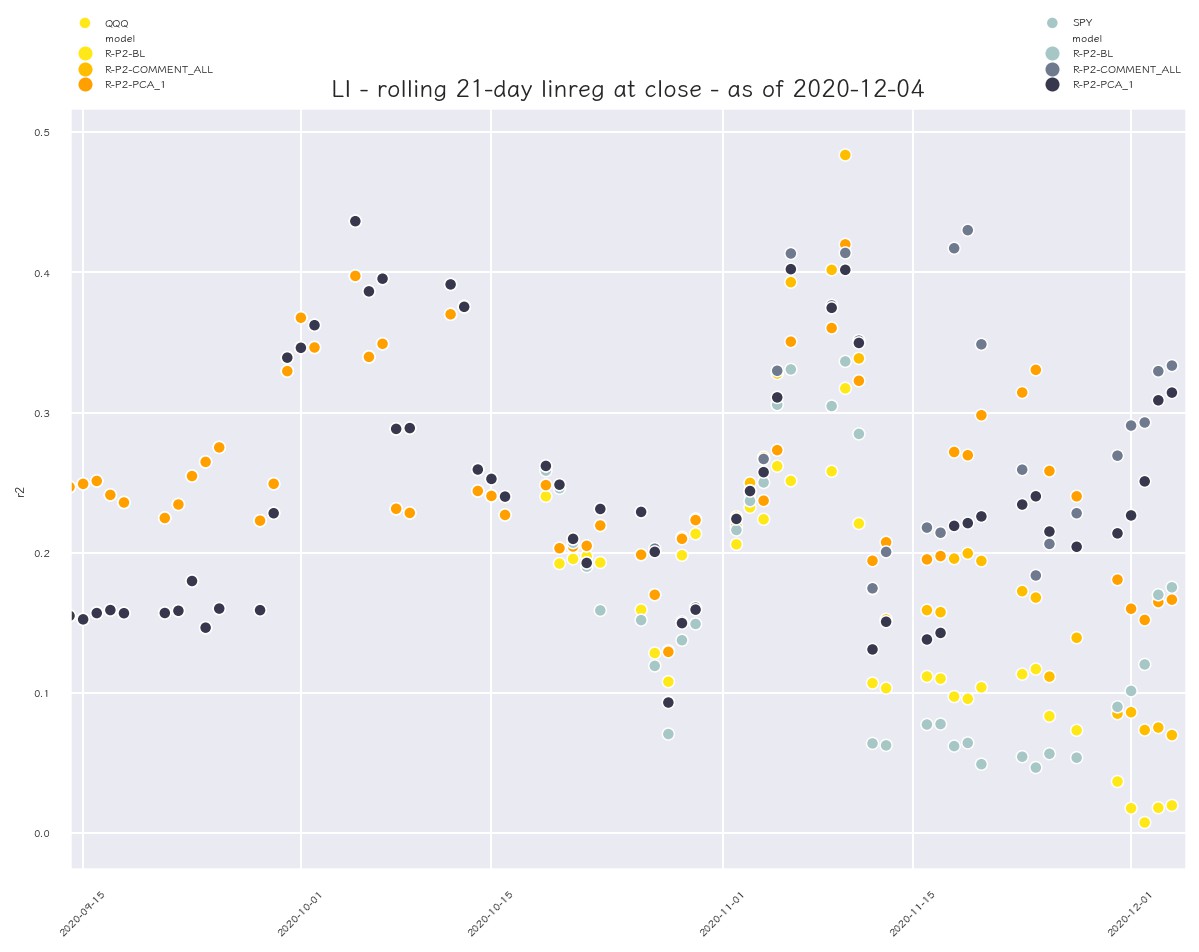 QQQ
model
R-P2-BL
R-P2-COMMENT_ALL
R-P2-PCA_1
SPY
model
R-P2-BL
R-P2-COMMENT_ALL
R-P2-PCA_1
LI - rolling 21-day linreg at close - as of 2020-12-04
0.5
0.4
0.3
0.2
0.1
0.0
r2
2020-09-15
2020-10-01
2020-10-15
2020-11-01
2020-11-15
2020-12-01